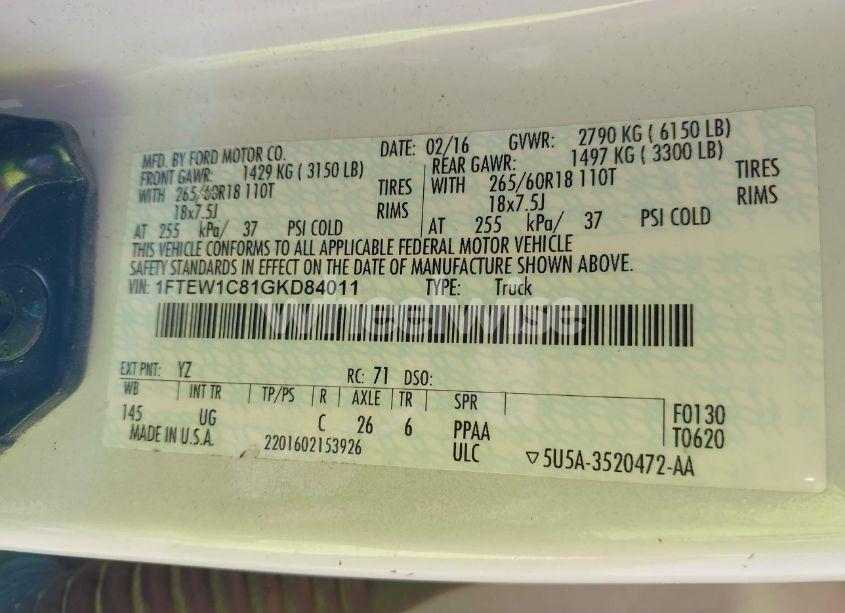 MFD. BY FORD MOTOR CO. DATE: 02/16 GVWR: 2790 KG ( 6150 LB)
FRONT GAWR: 1429 KG ( 3150 LB) REAR GAWR: 1497 KG ( 3300 LB)
WITH 265/60R18 110T TIRES WITH 265/60R18 110T TIRES
18x7.5J RIMS 18x7.5J RIMS
AT 255 kPa/ 37 PSI COLD AT 255 kPa/ 37 PSI COLD
THIS VEHICLE CONFORMS TO ALL APPLICABLE FEDERAL MOTOR VEHICLE
SAFETY STANDARDS IN EFFECT ON THE DATE OF MANUFACTURE SHOWN ABOVE.
VIN: 1FTEW1C81GKD84011 TYPE: Truck
wheelwise
EXT PNT: YZ RC: 71 DSO:
WB INT TR TP/PS R AXLE TR SPR
145 UG C 26 6 PPAA F0130
MADE IN U.S.A. 2201602153926 ULC T0620
▽5U5A-3520472-AA